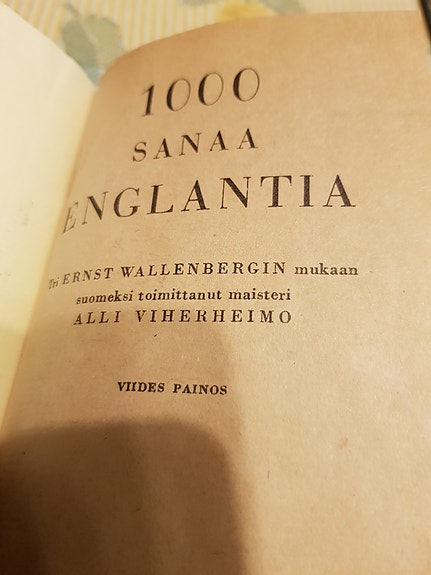 1000
SANAA
ENGLANTIA
Tri ERNST WALLENBERGIN mukaan
suomeksi toimittanut maisteri
ALLI VIHERHEIMO
VIIDES PAINOS